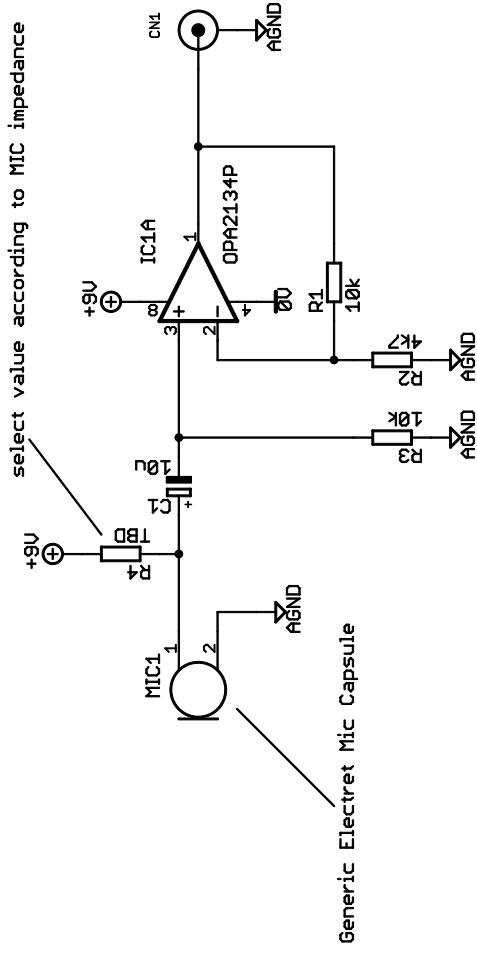 select value according to MIC impedance
+9V
R4
TBD
MIC1
1
2
AGND
Generic Electret Mic Capsule
C1
+
10u
R3
10k
AGND
+9V
IC1A
8
3
+
2
-
1
4
0V
OPA2134P
R1
10k
R2
4k7
AGND
CN1
AGND